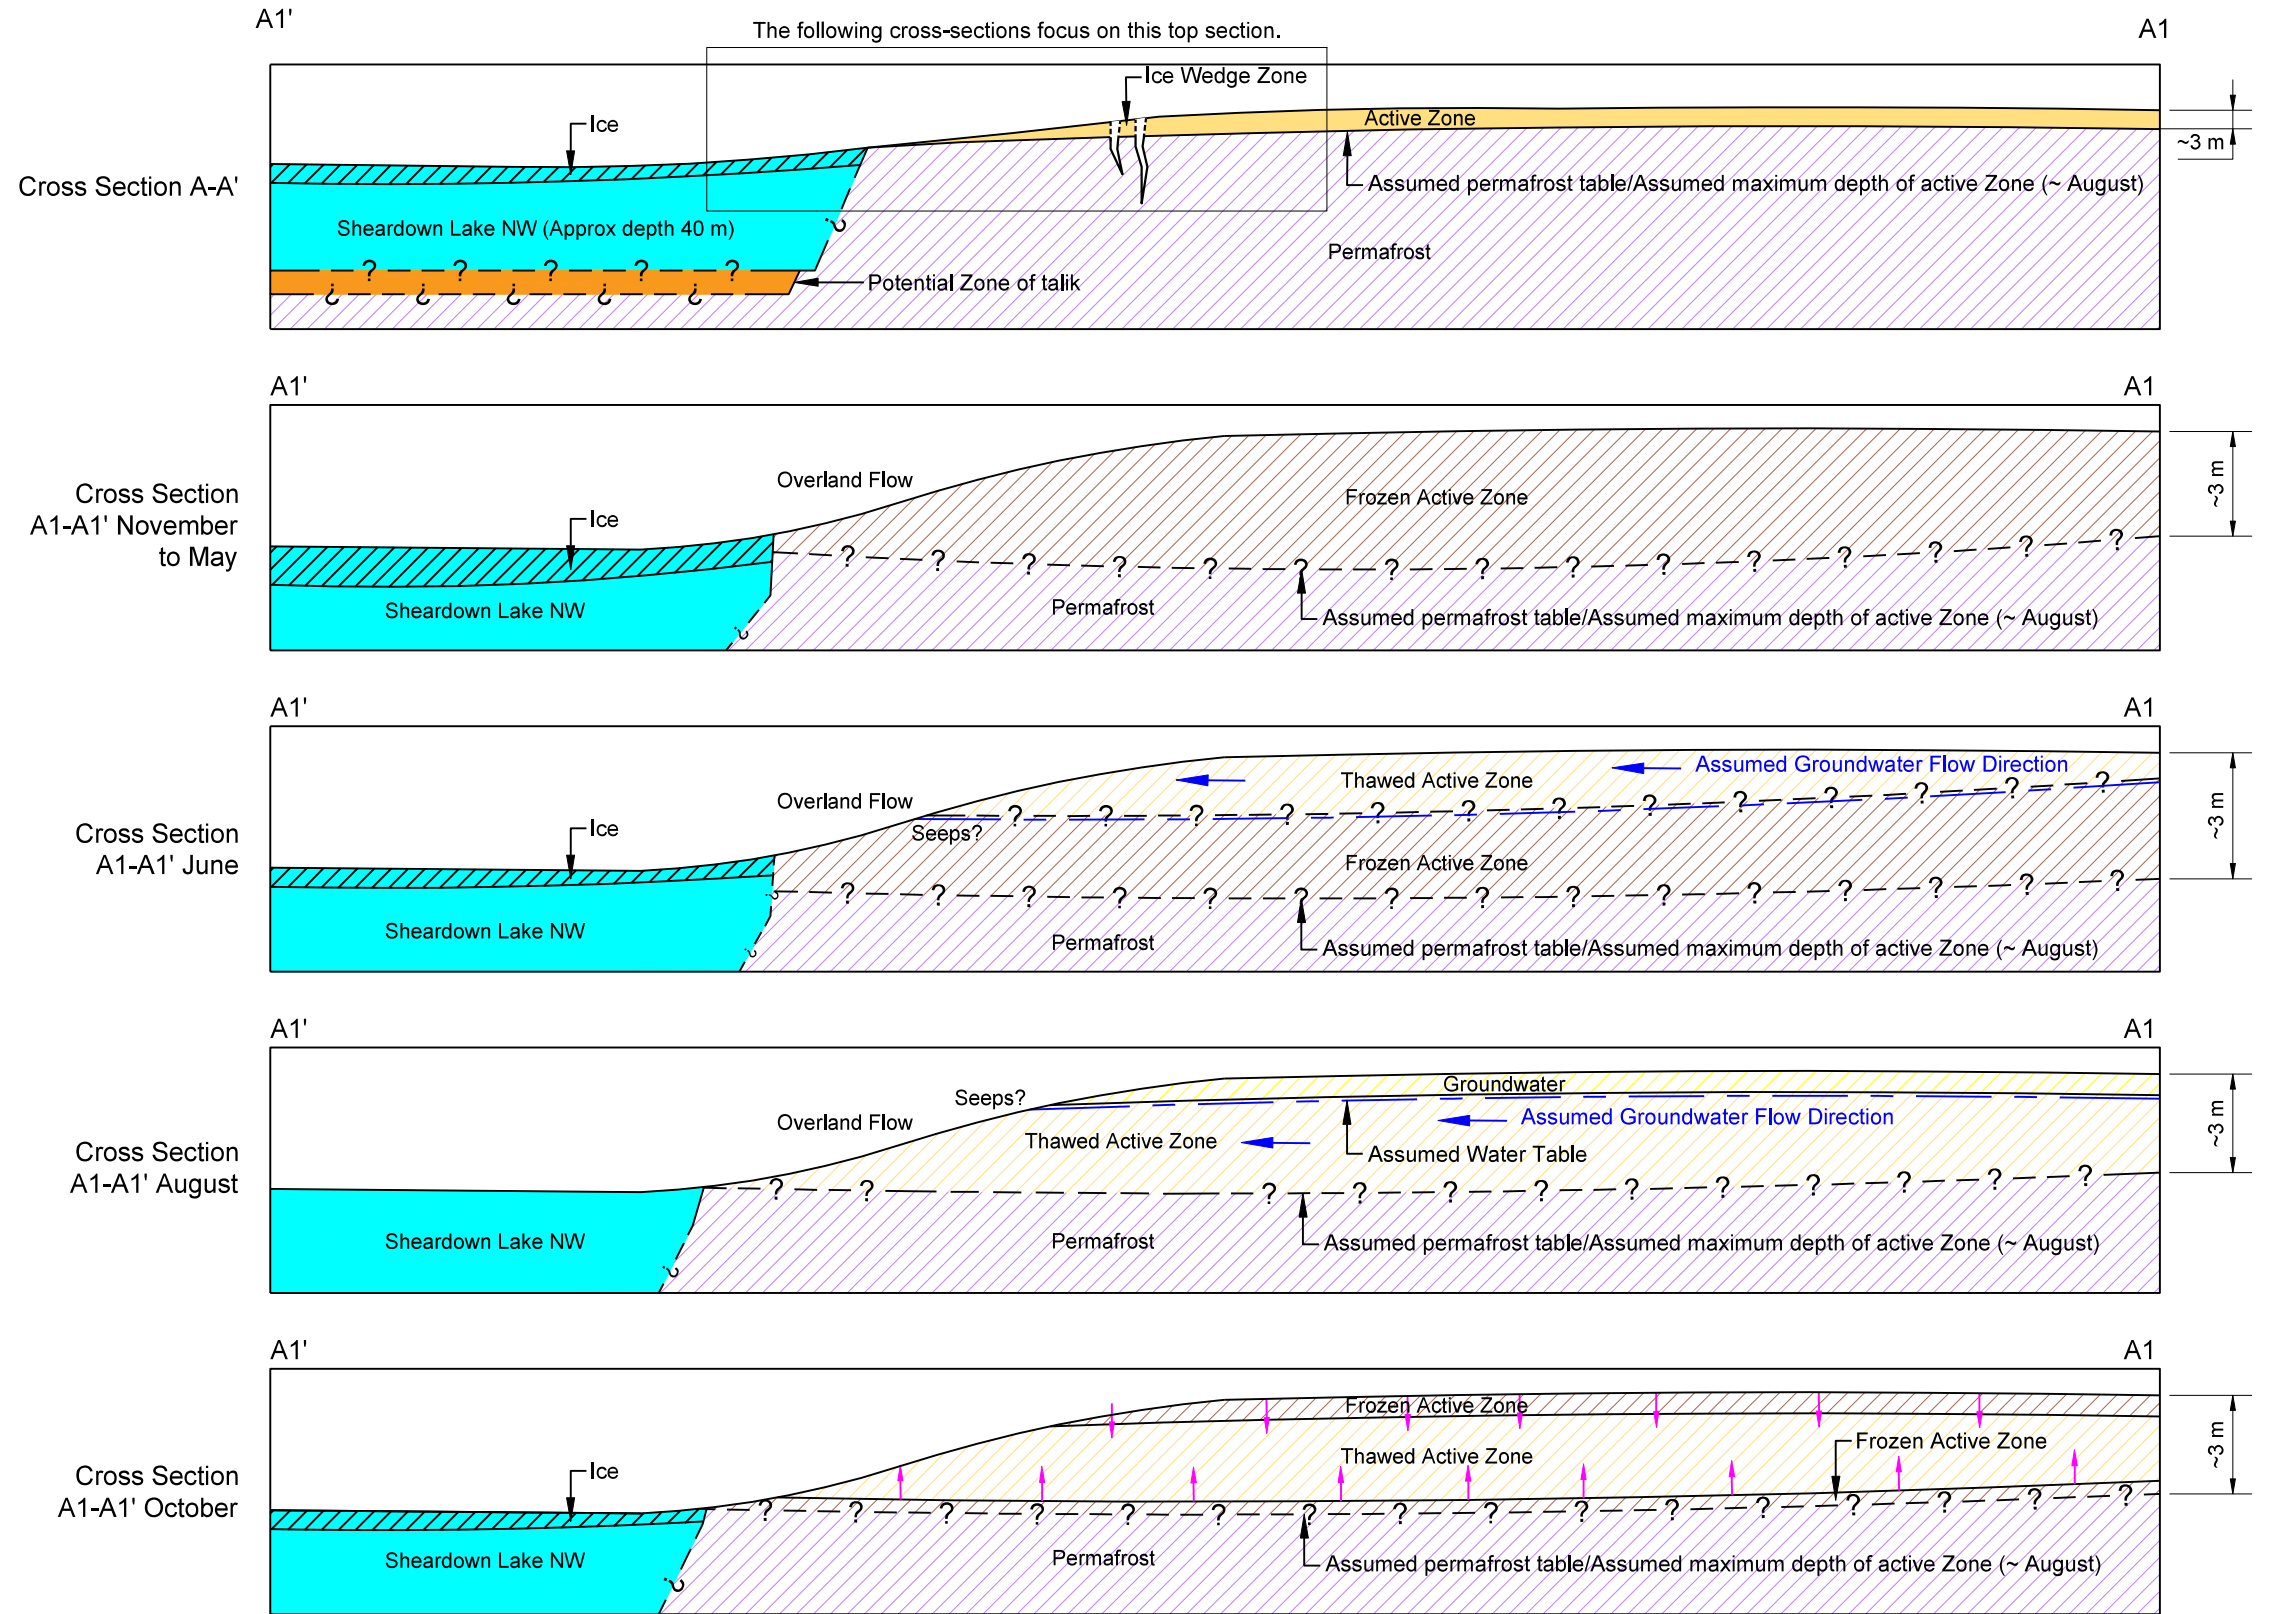 A1'
A1
The following cross-sections focus on this top section.
Ice Wedge Zone
Ice
Active Zone
~3 m
Cross Section A-A'
Assumed permafrost table/Assumed maximum depth of active Zone (~ August)
Sheardown Lake NW (Approx depth 40 m)
?
Permafrost
? ? ? ? ?
Potential Zone of talik
? ? ? ? ?
A1'
A1
Overland Flow
~3 m
Cross Section
A1-A1' November
to May
Frozen Active Zone
Ice
? ? ? ? ? ? ? ? ? ? ? ? ? ? ?
Sheardown Lake NW
Permafrost
Assumed permafrost table/Assumed maximum depth of active Zone (~ August)
?
A1'
A1
Assumed Groundwater Flow Direction
Thawed Active Zone
Overland Flow
? ? ? ? ? ? ? ? ? ? ? ? ?
~3 m
Seeps?
Cross Section
A1-A1' June
Ice
Frozen Active Zone
? ? ? ? ? ? ? ? ? ? ? ? ? ? ? ?
Sheardown Lake NW
Permafrost
Assumed permafrost table/Assumed maximum depth of active Zone (~ August)
?
A1'
A1
Groundwater
Seeps?
Overland Flow
Assumed Groundwater Flow Direction
~3 m
Thawed Active Zone
Assumed Water Table
Cross Section
A1-A1' August
? ? ? ? ? ? ? ? ? ? ? ?
Sheardown Lake NW
Permafrost
Assumed permafrost table/Assumed maximum depth of active Zone (~ August)
?
A1'
A1
Frozen Active Zone
Frozen Active Zone
~3 m
Thawed Active Zone
Cross Section
A1-A1' October
Ice
? ? ? ? ? ? ? ? ? ? ? ? ? ? ? ?
Sheardown Lake NW
Permafrost
Assumed permafrost table/Assumed maximum depth of active Zone (~ August)
?